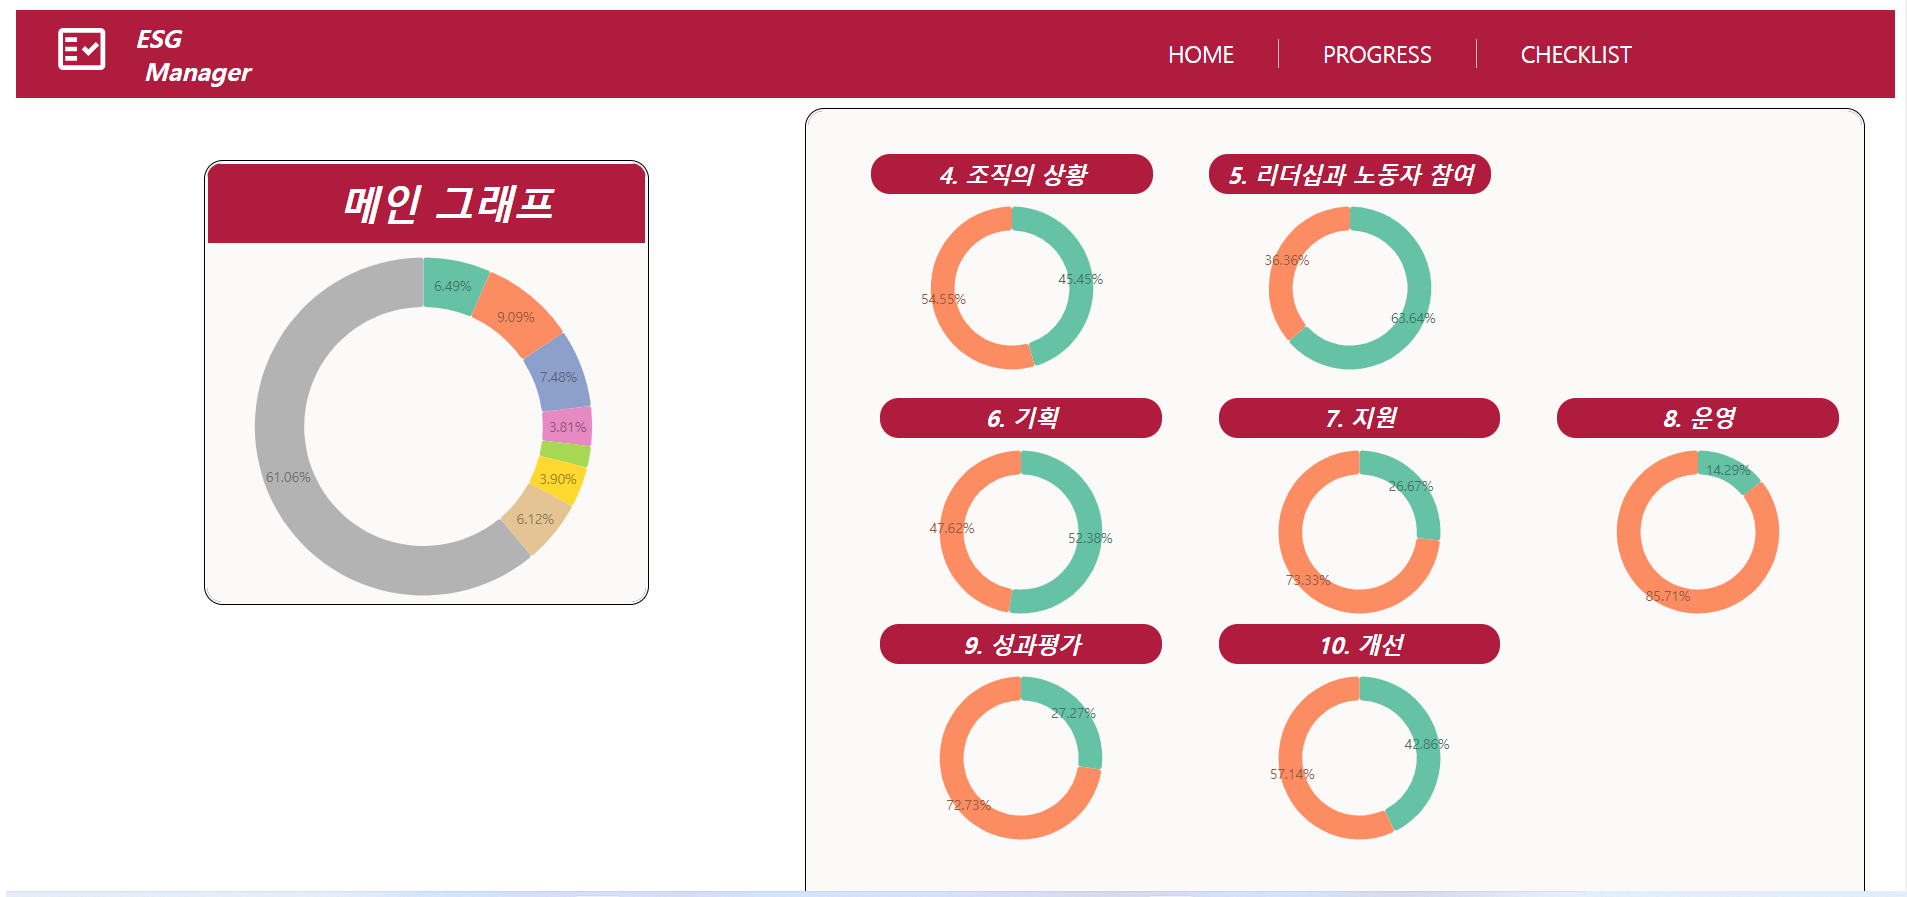 ESG
Manager
HOME
PROGRESS
CHECKLIST
메인 그래프
6.49%
9.09%
7.48%
3.81%
3.90%
6.12%
61.06%
4. 조직의 상황
45.45%
54.55%
5. 리더십과 노동자 참여
36.36%
63.64%
6. 기획
47.62%
52.38%
7. 지원
26.67%
73.33%
8. 운영
14.29%
85.71%
9. 성과평가
27.27%
72.73%
10. 개선
42.86%
57.14%